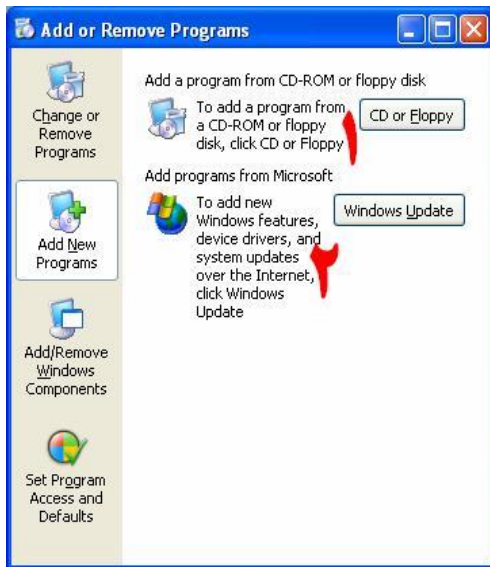 Add or Remove Programs
Change or
Remove
Programs
Add New
Programs
Add/Remove
Windows
Components
Set Program
Access and
Defaults
Add a program from CD-ROM or floppy disk
To add a program from
a CD-ROM or floppy
disk, click CD or Floppy
CD or Floppy
١
Add programs from Microsoft
To add new
Windows features,
device drivers, and
system updates
over the Internet,
click Windows
Update
Windows Update
٢